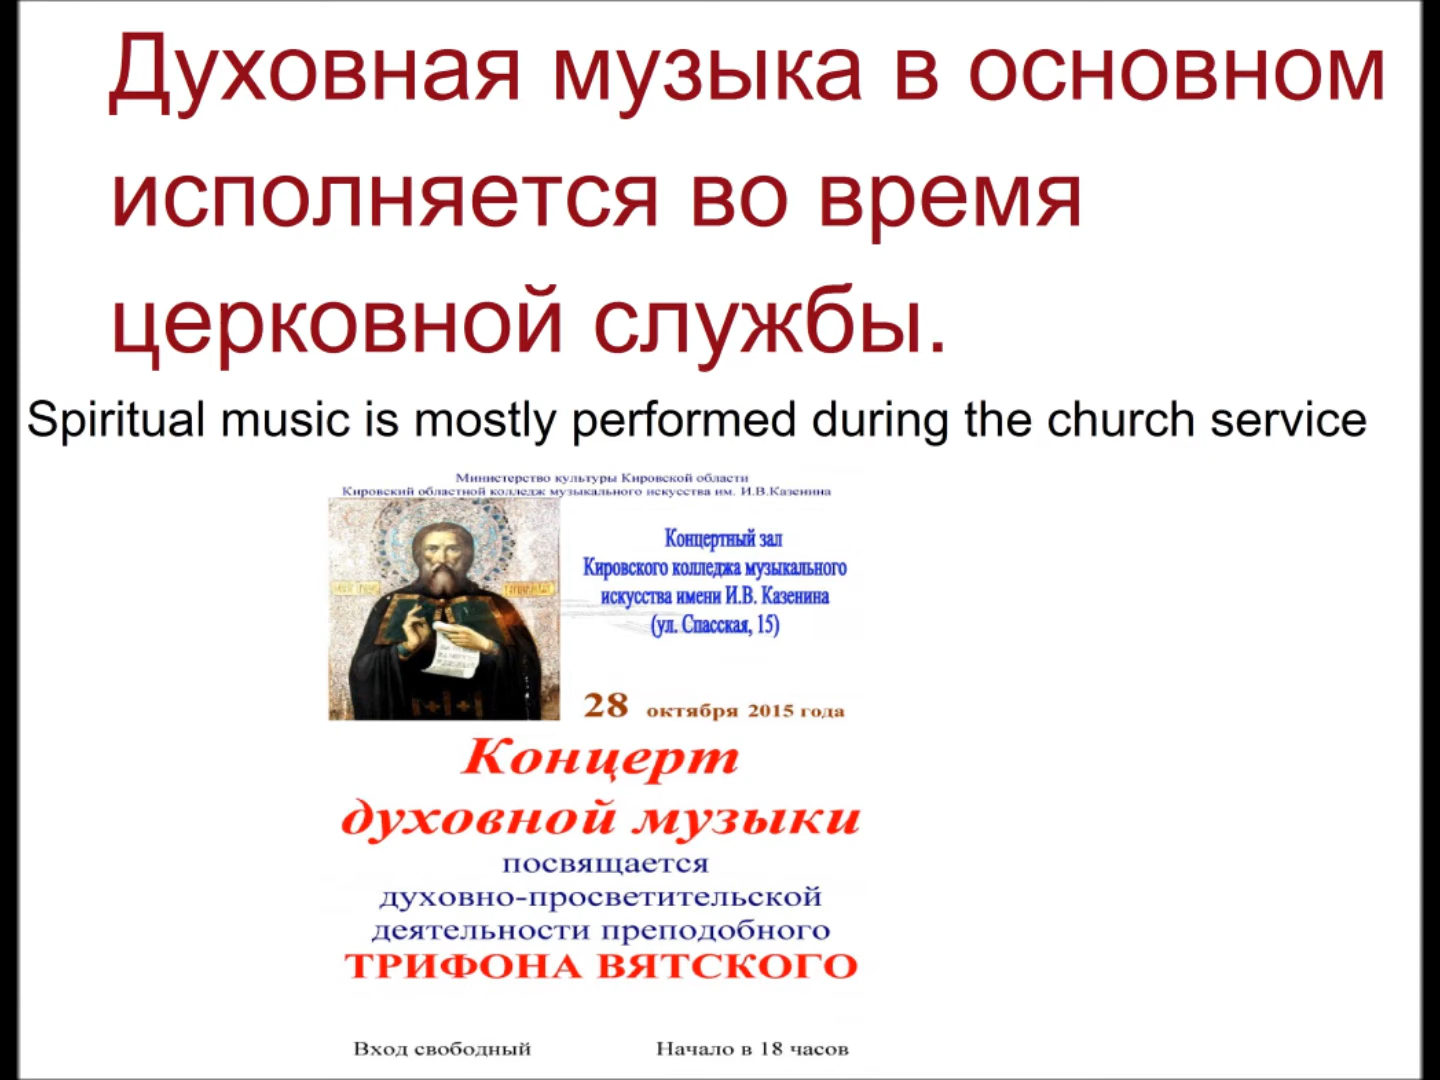 Духовная музыка в основном
исполняется во время
церковной службы.
Spiritual music is mostly performed during the church service
Министерство культуры Кировской области
Кировский областной колледж музыкального искусства им. И.В.Казенина
Концертный зал
Кировского колледжа музыкального
искусства имени И.В. Казенина
(ул. Спасская, 15)
28 октября 2015 года
Концерт
духовной музыки
посвящается
духовно-просветительской
деятельности преподобного
ТРИФОНА ВЯТСКОГО
Вход свободный Начало в 18 часов